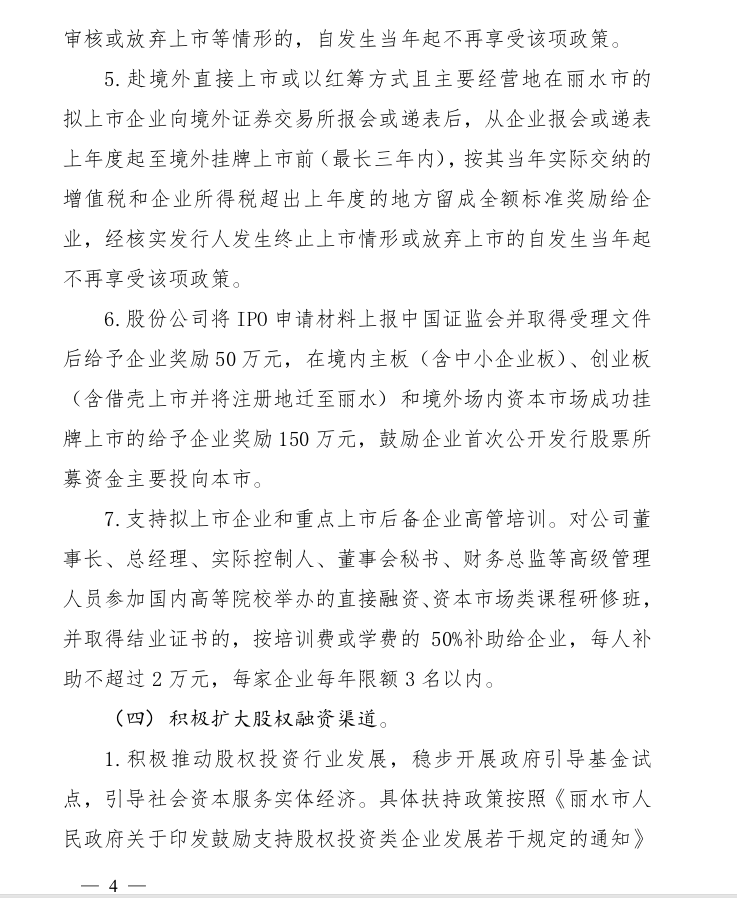 审核或放弃上市等情形的，自发生当年起不再享受该项政策。
5.赴境外直接上市或以红筹方式且主要经营地在丽水市的
拟上市企业向境外证券交易所报会或递表后，从企业报会或递表
上年度起至境外挂牌上市前（最长三年内），按其当年实际交纳的
增值税和企业所得税超出上年度的地方留成全额标准奖励给企
业，经核实发行人发生终止上市情形或放弃上市的自发生当年起
不再享受该项政策。
6.股份公司将 IPO 申请材料上报中国证监会并取得受理文件
后给予企业奖励 50 万元，在境内主板（含中小企业板）、创业板
（含借壳上市并将注册地迁至丽水）和境外场内资本市场成功挂
牌上市的给予企业奖励 150 万元，鼓励企业首次公开发行股票所
募资金主要投向本市。
7.支持拟上市企业和重点上市后备企业高管培训。对公司董
事长、总经理、实际控制人、董事会秘书、财务总监等高级管理
人员参加国内高等院校举办的直接融资、资本市场类课程研修班，
并取得结业证书的，按培训费或学费的 50%补助给企业，每人补
助不超过 2 万元，每家企业每年限额 3 名以内。
（四）积极扩大股权融资渠道。
1.积极推动股权投资行业发展，稳步开展政府引导基金试
点，引导社会资本服务实体经济。具体扶持政策按照《丽水市人
民政府关于印发鼓励支持股权投资类企业发展若干规定的通知》
— 4 —